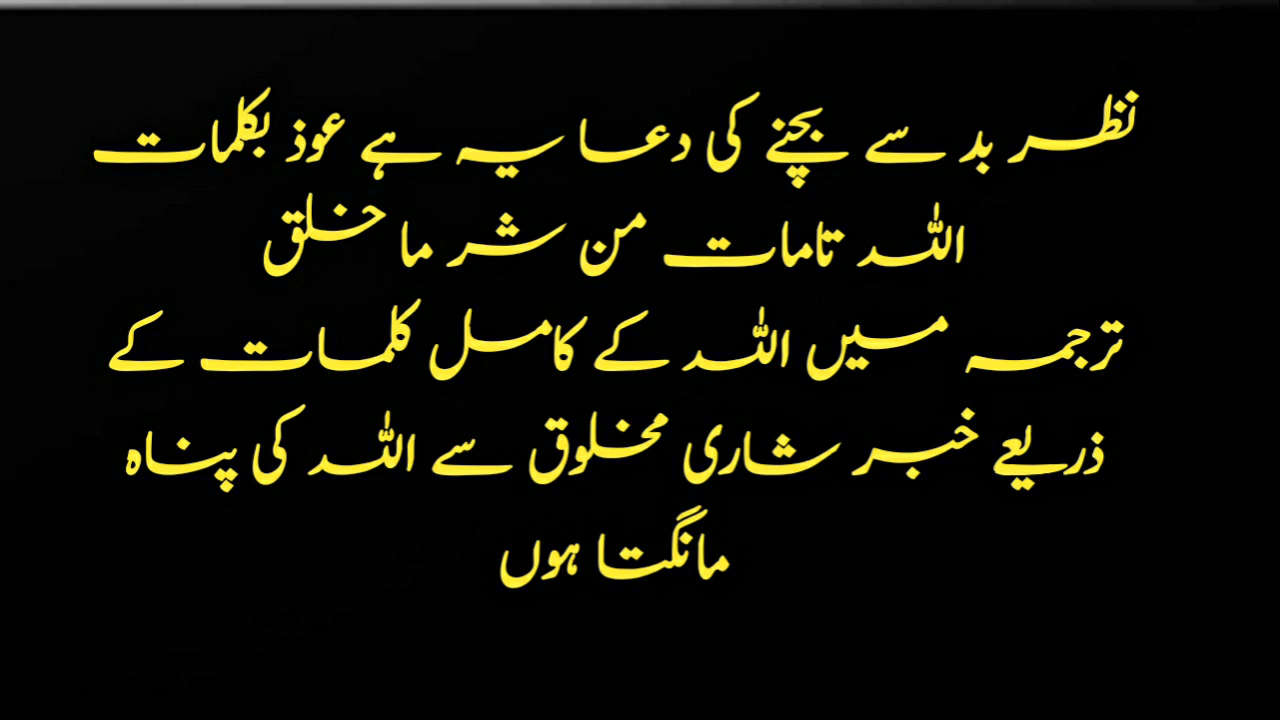 نظر بد سے بچنے کی دعا یہ ہے عوذ بکلمات
اللہ تامات من شر ما خلق
ترجمہ میں اللہ کے کامل کلمات کے
ذریعے خبر شاری مخلوق سے اللہ کی پناہ
مانگتا ہوں